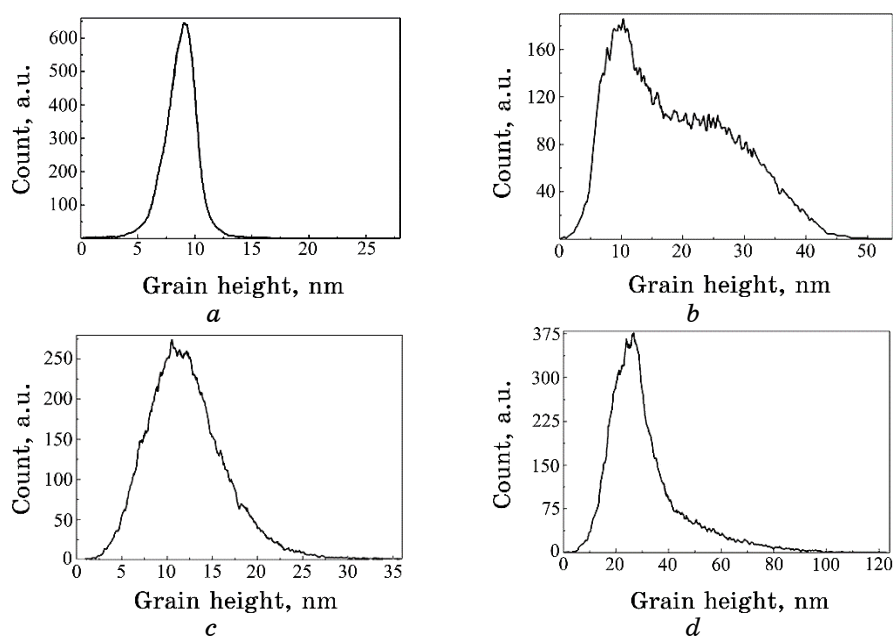 600
500
400
300
200
100
Count, a.u.
0 5 10 15 20 25
Grain height, nm
a
160
120
80
40
Count, a.u.
0 10 20 30 40 50
Grain height, nm
b
250
200
150
100
50
0
Count, a.u.
0 5 10 15 20 25 30 35
Grain height, nm
c
375
300
225
150
75
0
Count, a.u.
0 20 40 60 80 100 120
Grain height, nm
d